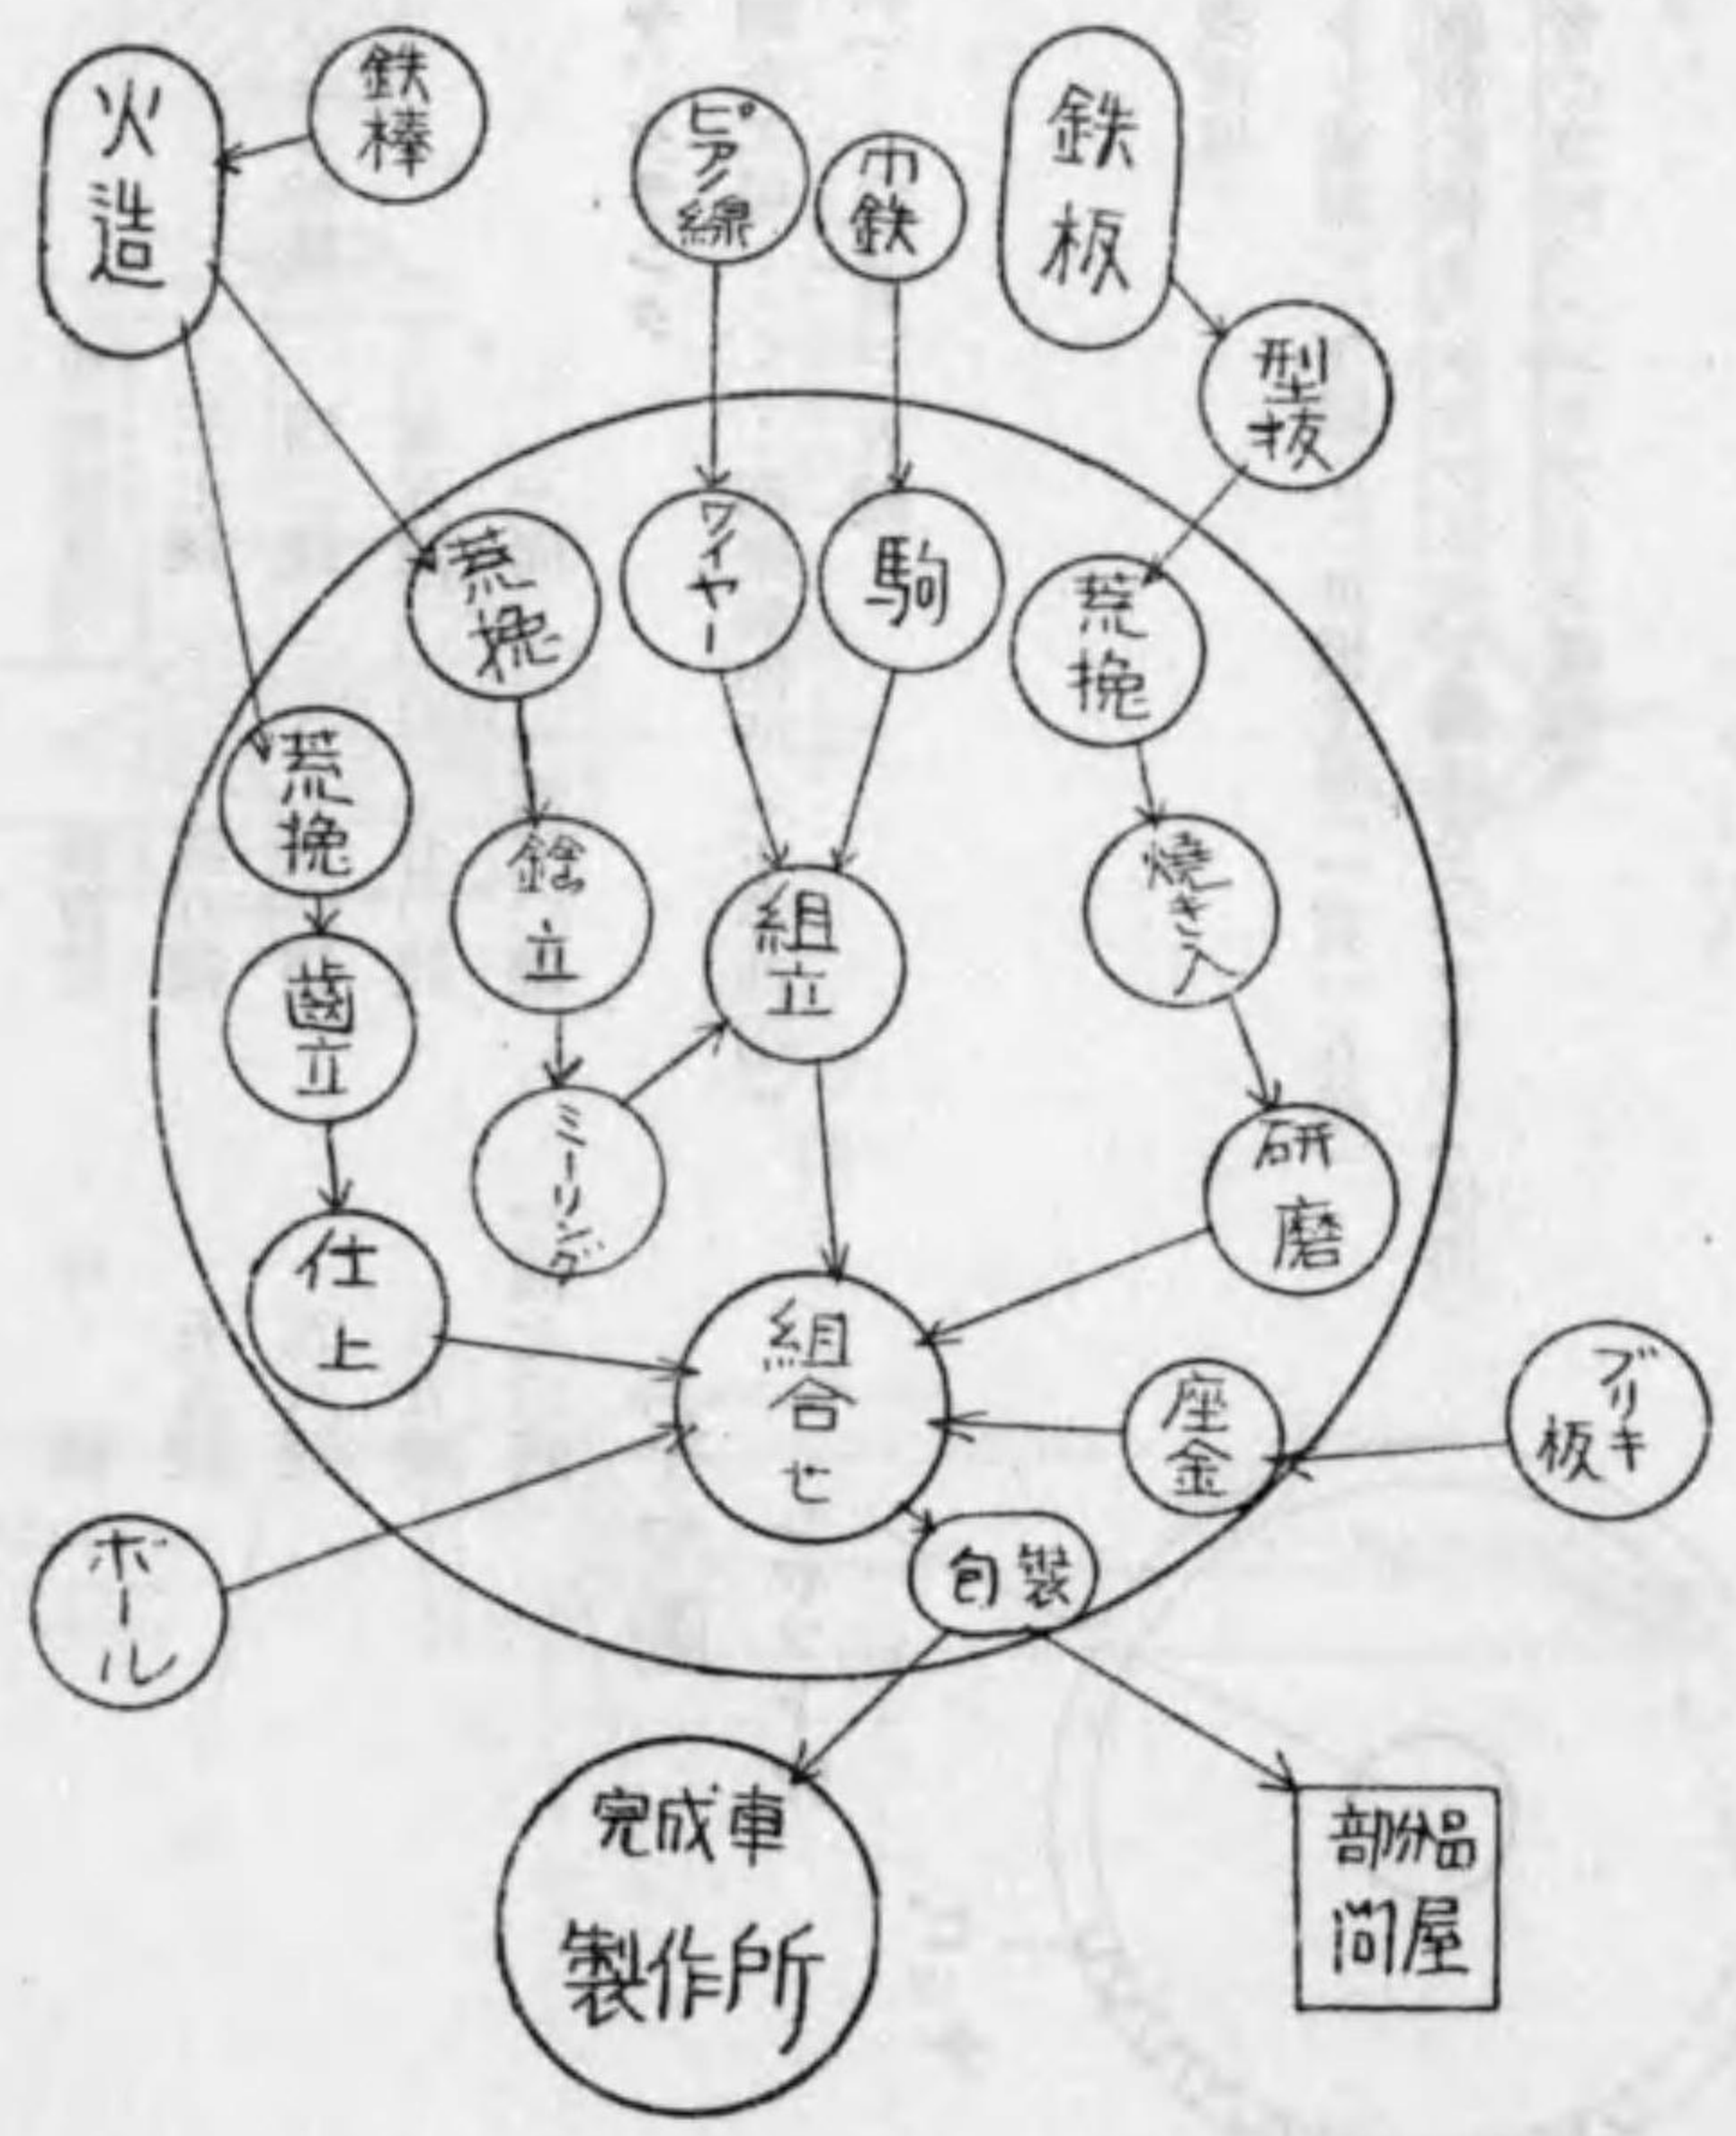 火造
鉄棒
ピアノ線
巾鉄
鉄板
型抜
荒挽
ワイヤー
駒
荒挽
荒挽
立
組立
焼き入
歯立
ミーリング
研磨
仕上
組合せ
座金
ブリキ板
ボール
包装
完成車
製作所
部分品
問屋